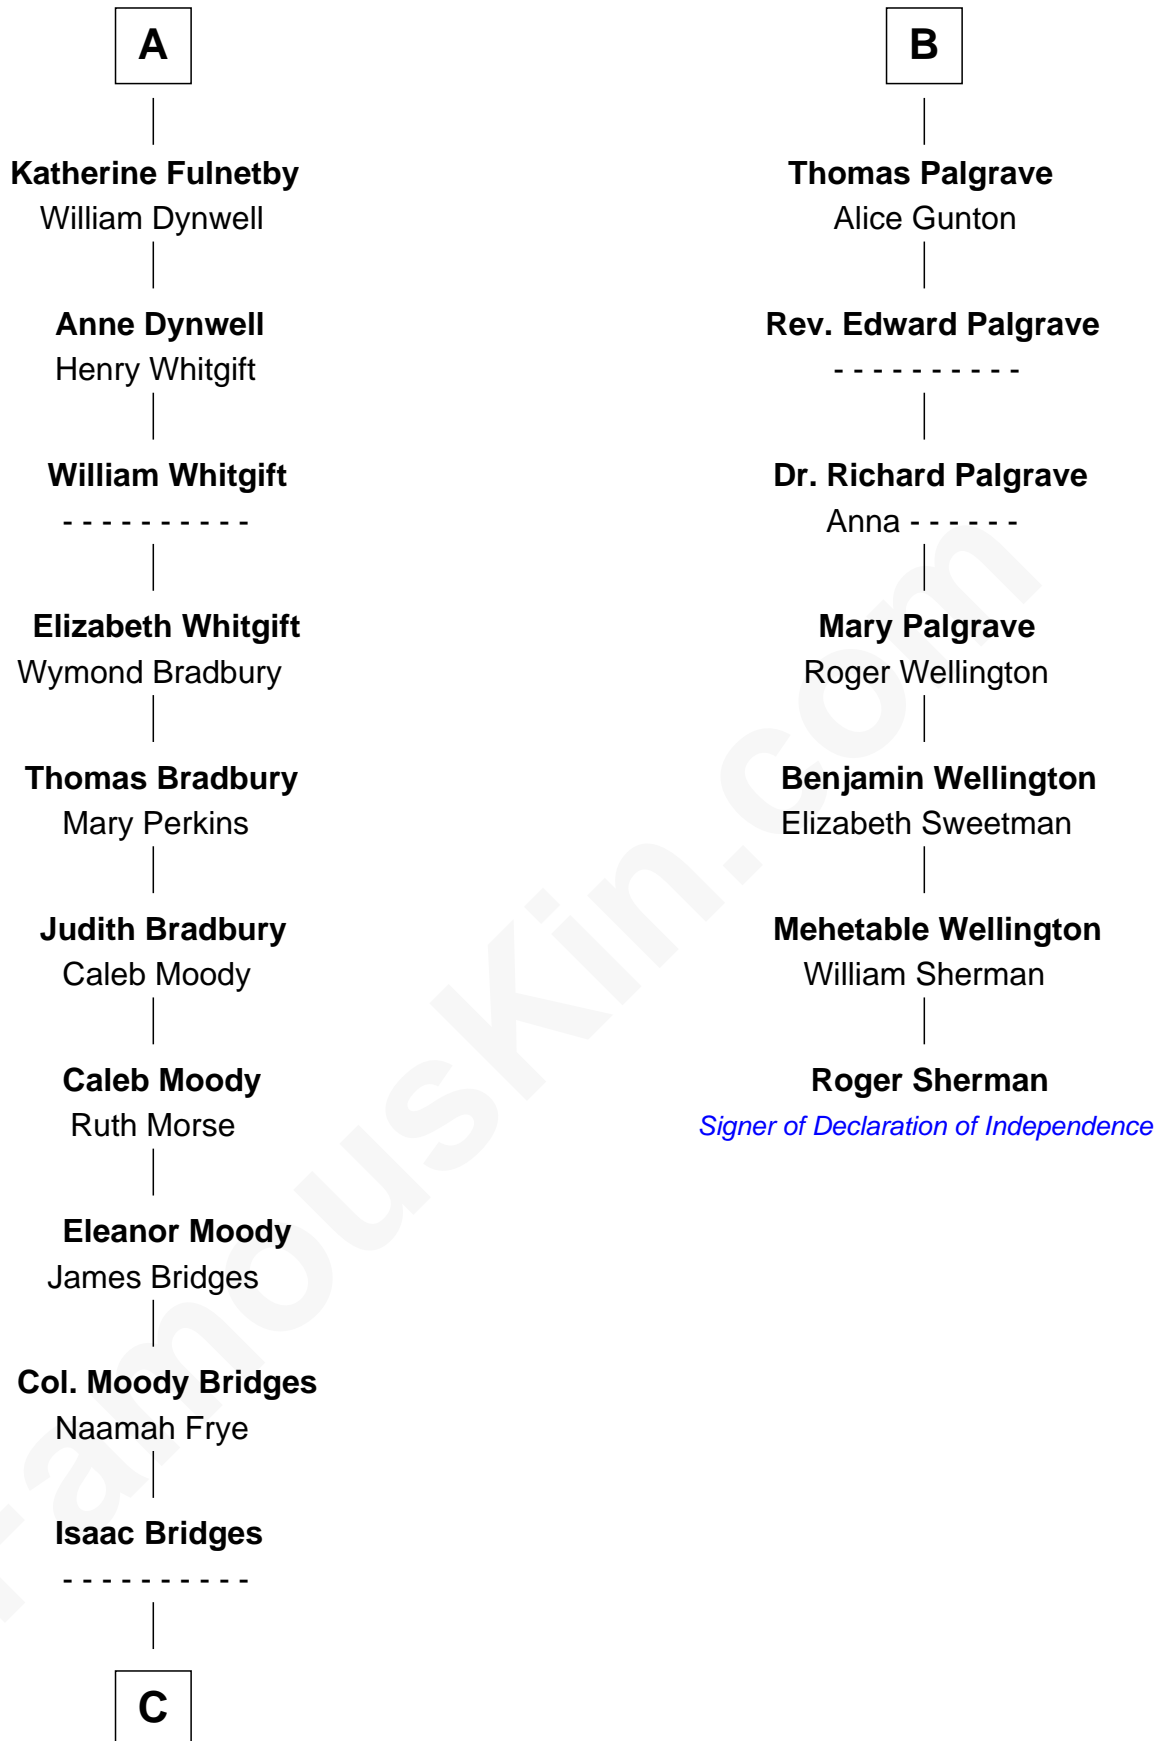 A
Katherine Fulnetby
William Dynwell
Anne Dynwell
Henry Whitgift
William Whitgift
- - - - - - - - - -
Elizabeth Whitgift
Wymond Bradbury
Thomas Bradbury
Mary Perkins
Judith Bradbury
Caleb Moody
Caleb Moody
Ruth Morse
Eleanor Moody
James Bridges
Col. Moody Bridges
Naamah Frye
Isaac Bridges
- - - - - - - - - -
C
B
Thomas Palgrave
Alice Gunton
Rev. Edward Palgrave
- - - - - - - - - -
Dr. Richard Palgrave
Anna - - - - - -
Mary Palgrave
Roger Wellington
Benjamin Wellington
Elizabeth Sweetman
Mehetable Wellington
William Sherman
Roger Sherman
Signer of Declaration of Independence
FamousKin.com